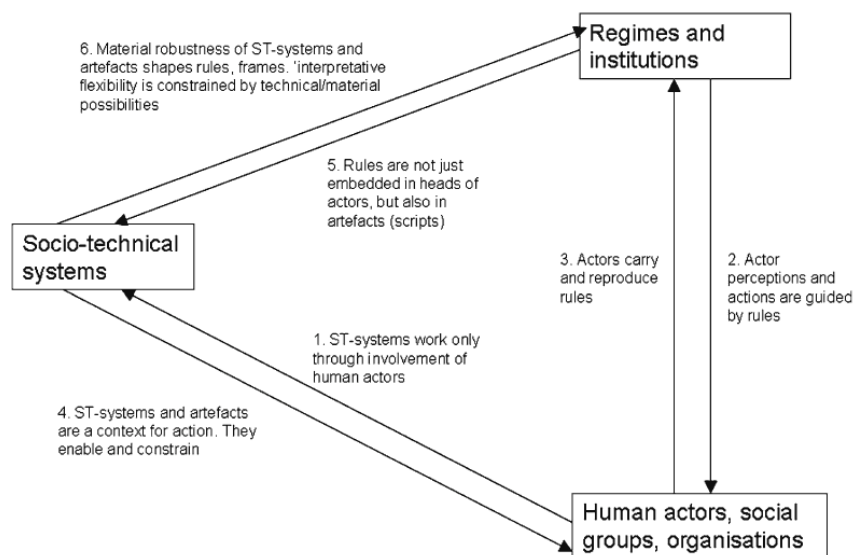 6. Material robustness of ST-systems and
artefacts shapes rules, frames. 'interpretative
flexibility is constrained by technical/material
possibilities
Regimes and
institutions
5. Rules are not just
embedded in heads of
actors, but also in
artefacts (scripts)
Socio-technical
systems
3. Actors carry
and reproduce
rules
2. Actor
perceptions and
actions are guided
by rules
1. ST-systems work only
through involvement of
human actors
4. ST-systems and artefacts
are a context for action. They
enable and constrain
Human actors, social
groups, organisations